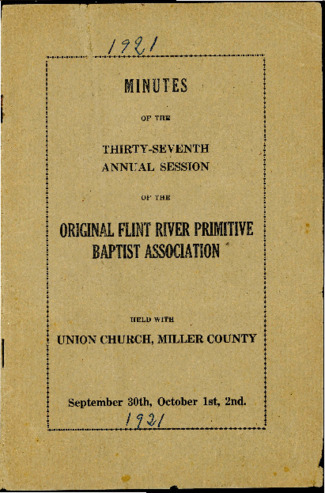 1921
MINUTES
OF THE
THIRTY-SEVENTH
ANNUAL SESSION
OF THE
ORIGINAL FLINT RIVER PRIMITIVE
BAPTIST ASSOCIATION
HELD WITH
UNION CHURCH, MILLER COUNTY
September 30th, October 1st, 2nd.
1921